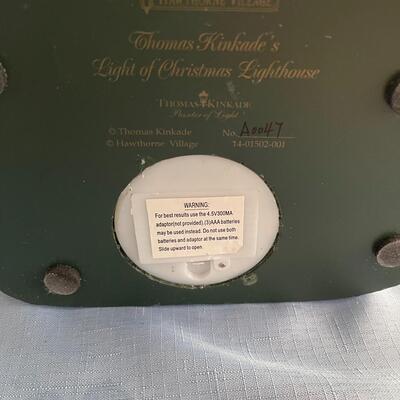 HAWTHORNE VILLAGE
Thomas Kinkade's
Light of Christmas Lighthouse
THOMAS KINKADE
Painter of Light
© Thomas Kinkade No. A0047
© Hawthorne Village 14-01502-001
WARNING:
For best results use the 4.5V300MA
adaptor(not provided),(3)AAA batteries
may be used instead. Do not use both
batteries and adaptor at the same time.
Slide upward to open.